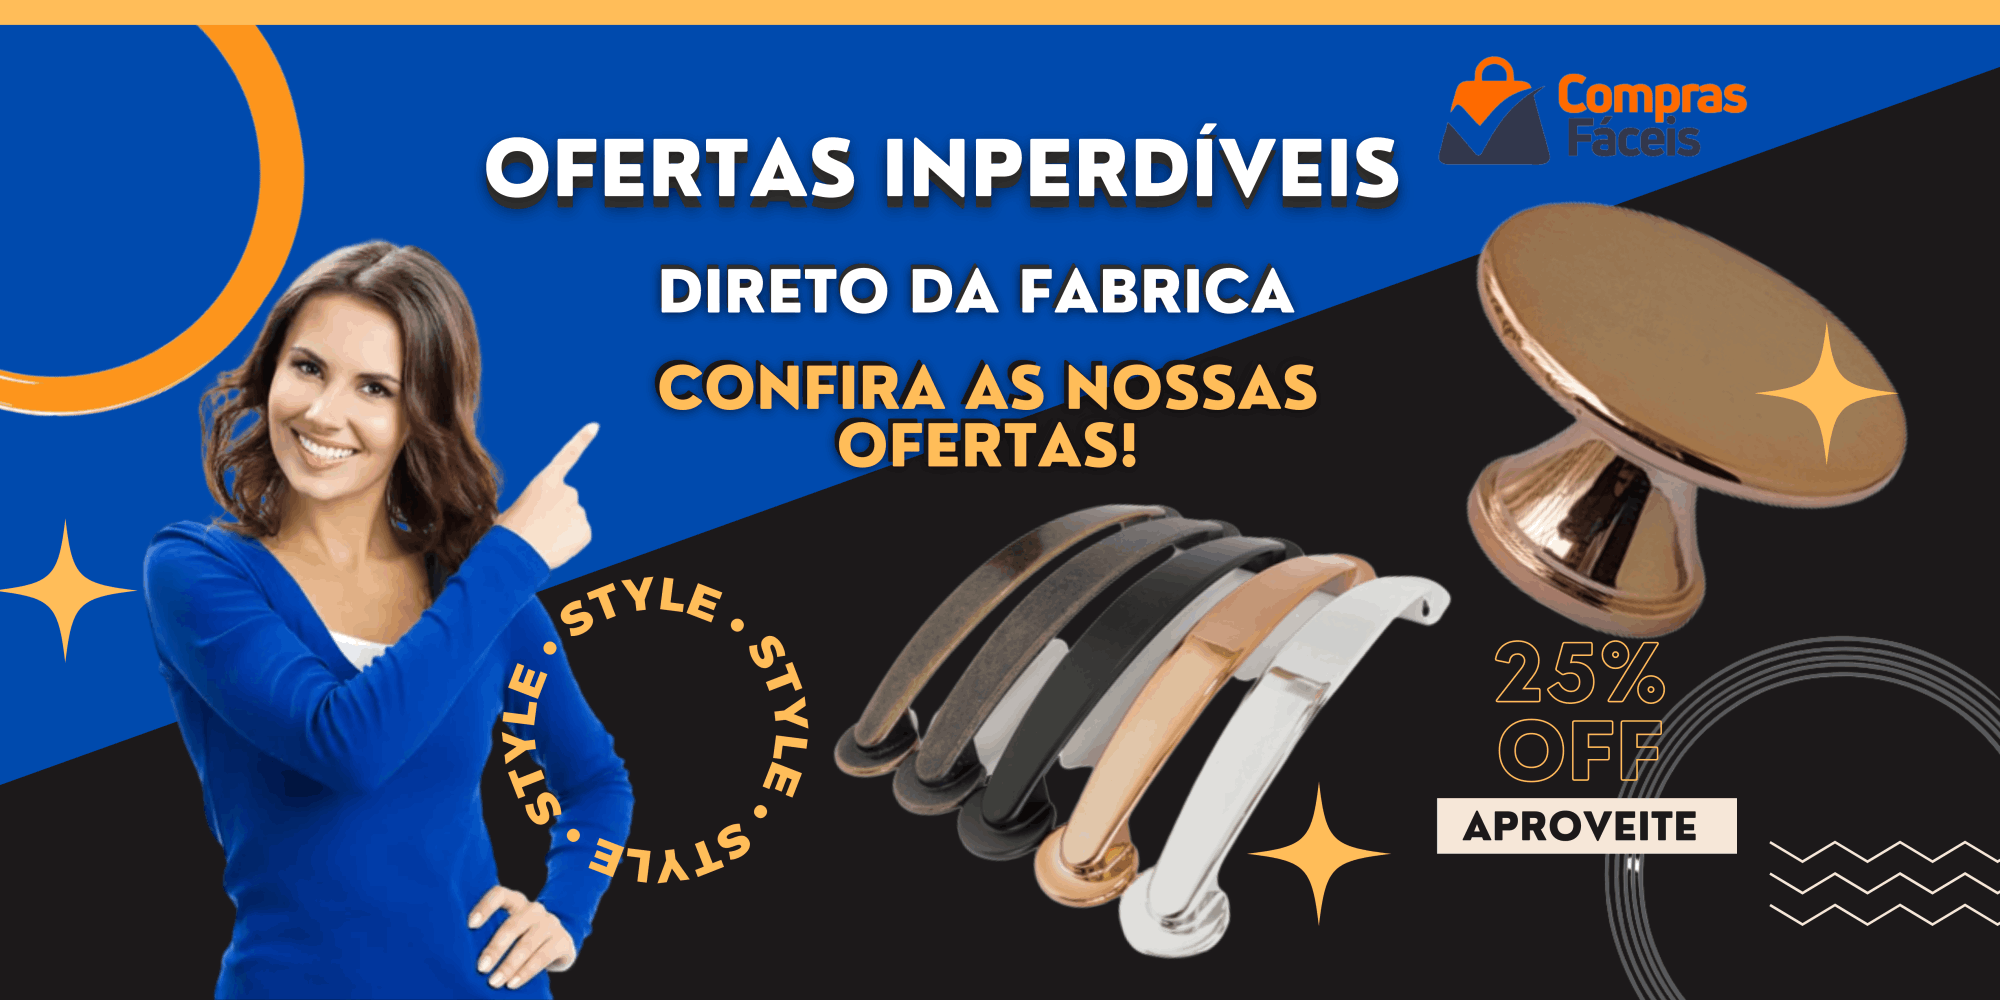 Compras
Fáceis
OFERTAS INPERDÍVEIS
DIRETO DA FABRICA
CONFIRA AS NOSSAS
OFERTAS!
STYLE • STYLE • STYLE • STYLE •
25%
OFF
APROVEITE